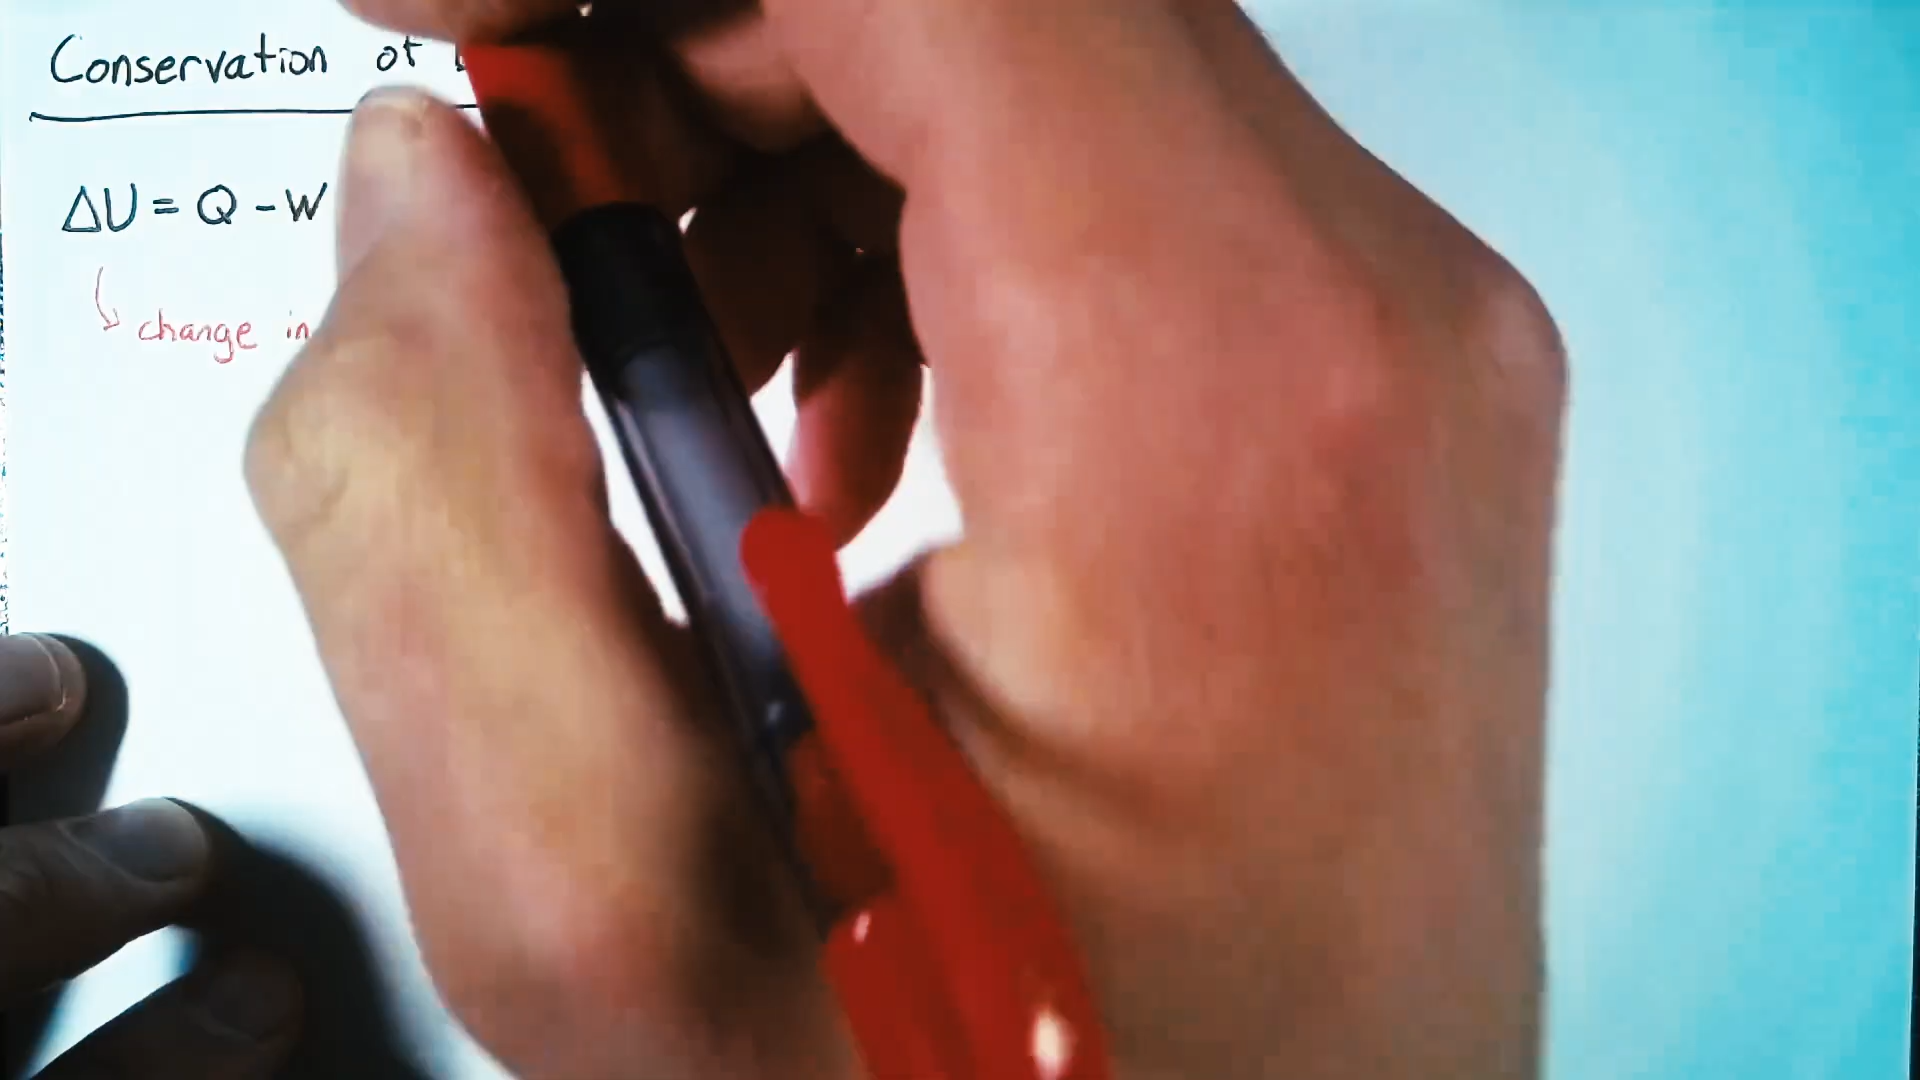 Conservation of
ΔU = Q - W
change in